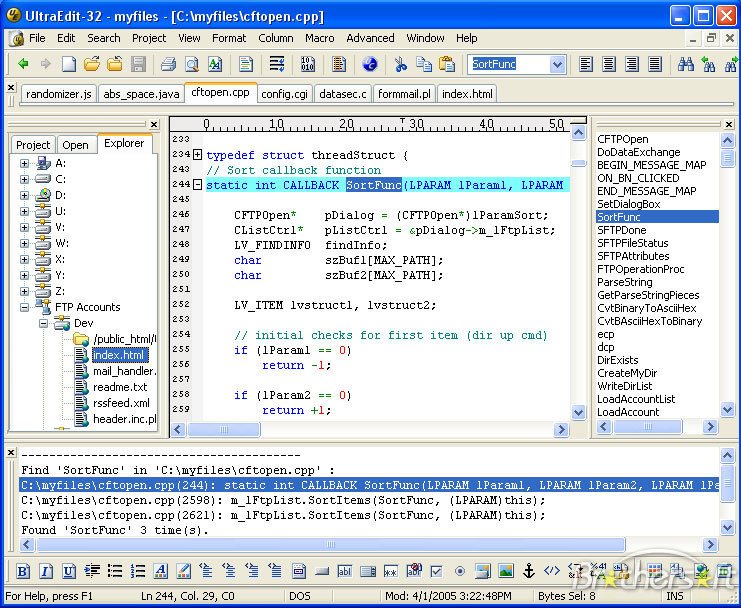 UltraEdit-32 - myfiles - [C:\myfiles\cftopen.cpp]
File Edit Search Project View Format Column Macro Advanced Window Help
SortFunc
randomizer.js abs_space.java cftopen.cpp config.cgi datasec.c formmail.pl index.html
Project Open Explorer
A:
C:
D:
U:
V:
W:
X:
Y:
Z:
FTP Accounts
Dev
/public_html/
index.html
mail_handler.
readme.txt
rssfeed.xml
header.inc.pl
0 10 20 30 40 50
233
234 typedef struct threadStruct {
243 // Sort callback function
244 static int CALLBACK SortFunc(LPARAM lParam1, LPARAM
245
246 CFTPOpen* pDialog = (CFTPOpen*)lParamSort;
247 CListCtrl* pListCtrl = &pDialog->m_lFtpList;
248 LV_FINDINFO findInfo;
249 char szBuf1[MAX_PATH];
250 char szBuf2[MAX_PATH];
251
252 LV_ITEM lvstruct1, lvstruct2;
253
254 // initial checks for first item (dir up cmd)
255 if (lParam1 == 0)
256 return -1;
257
258 if (lParam2 == 0)
259 return +1;
CFTPOpen
DoDataExchange
BEGIN_MESSAGE_MAP
ON_BN_CLICKED
END_MESSAGE_MAP
SetDialogBox
SortFunc
SFTPDone
SFTPFileStatus
SFTPAttributes
FTPOperationProc
ParseString
GetParseStringPieces
CvtBinaryToAsciiHex
CvtBAsciiHexToBinary
ecp
dcp
DirExists
CreateMyDir
WriteDirList
LoadAccountList
LoadAccount
----------------------------------------
Find 'SortFunc' in 'C:\myfiles\cftopen.cpp' :
C:\myfiles\cftopen.cpp(244): static int CALLBACK SortFunc(LPARAM lParam1, LPARAM lParam2, LPARAM lPa
C:\myfiles\cftopen.cpp(2598): m_lFtpList.SortItems(SortFunc, (LPARAM)this);
C:\myfiles\cftopen.cpp(2621): m_lFtpList.SortItems(SortFunc, (LPARAM)this);
Found 'SortFunc' 3 time(s).
B I U
Brothersoft
For Help, press F1 Ln 244, Col. 29, C0 DOS Mod: 4/1/2005 3:22:48PM Bytes Sel: 8 INS